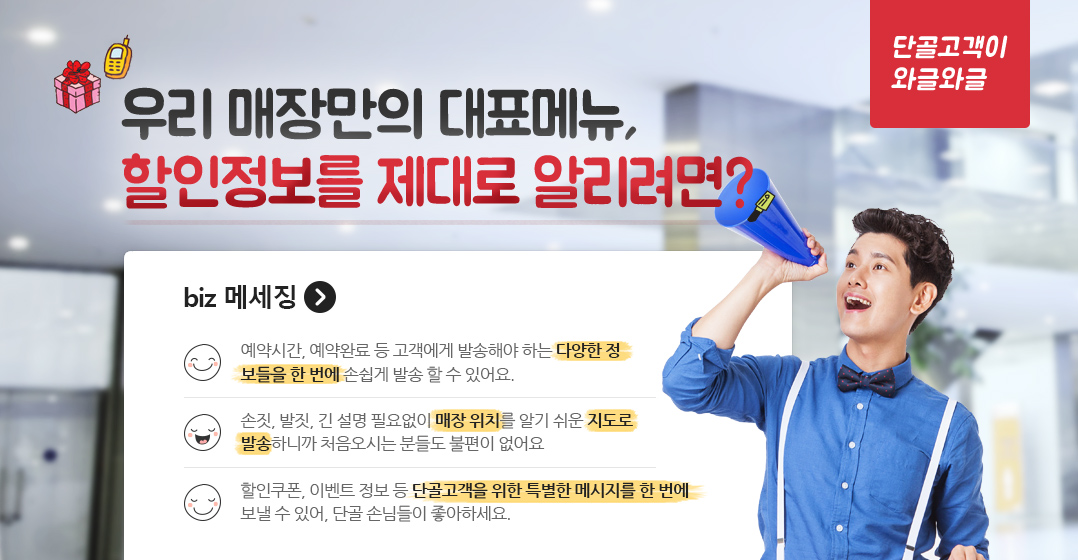 단골고객이
와글와글
우리 매장만의 대표메뉴,
할인정보를 제대로 알리려면?
biz 메세징
예약시간, 예약완료 등 고객에게 발송해야 하는 다양한 정
보들을 한 번에 손쉽게 발송 할 수 있어요.
손짓, 발짓, 긴 설명 필요없이 매장 위치를 알기 쉬운 지도로
발송하니까 처음오시는 분들도 불편이 없어요
할인쿠폰, 이벤트 정보 등 단골고객을 위한 특별한 메시지를 한 번에
보낼 수 있어, 단골 손님들이 좋아하세요.